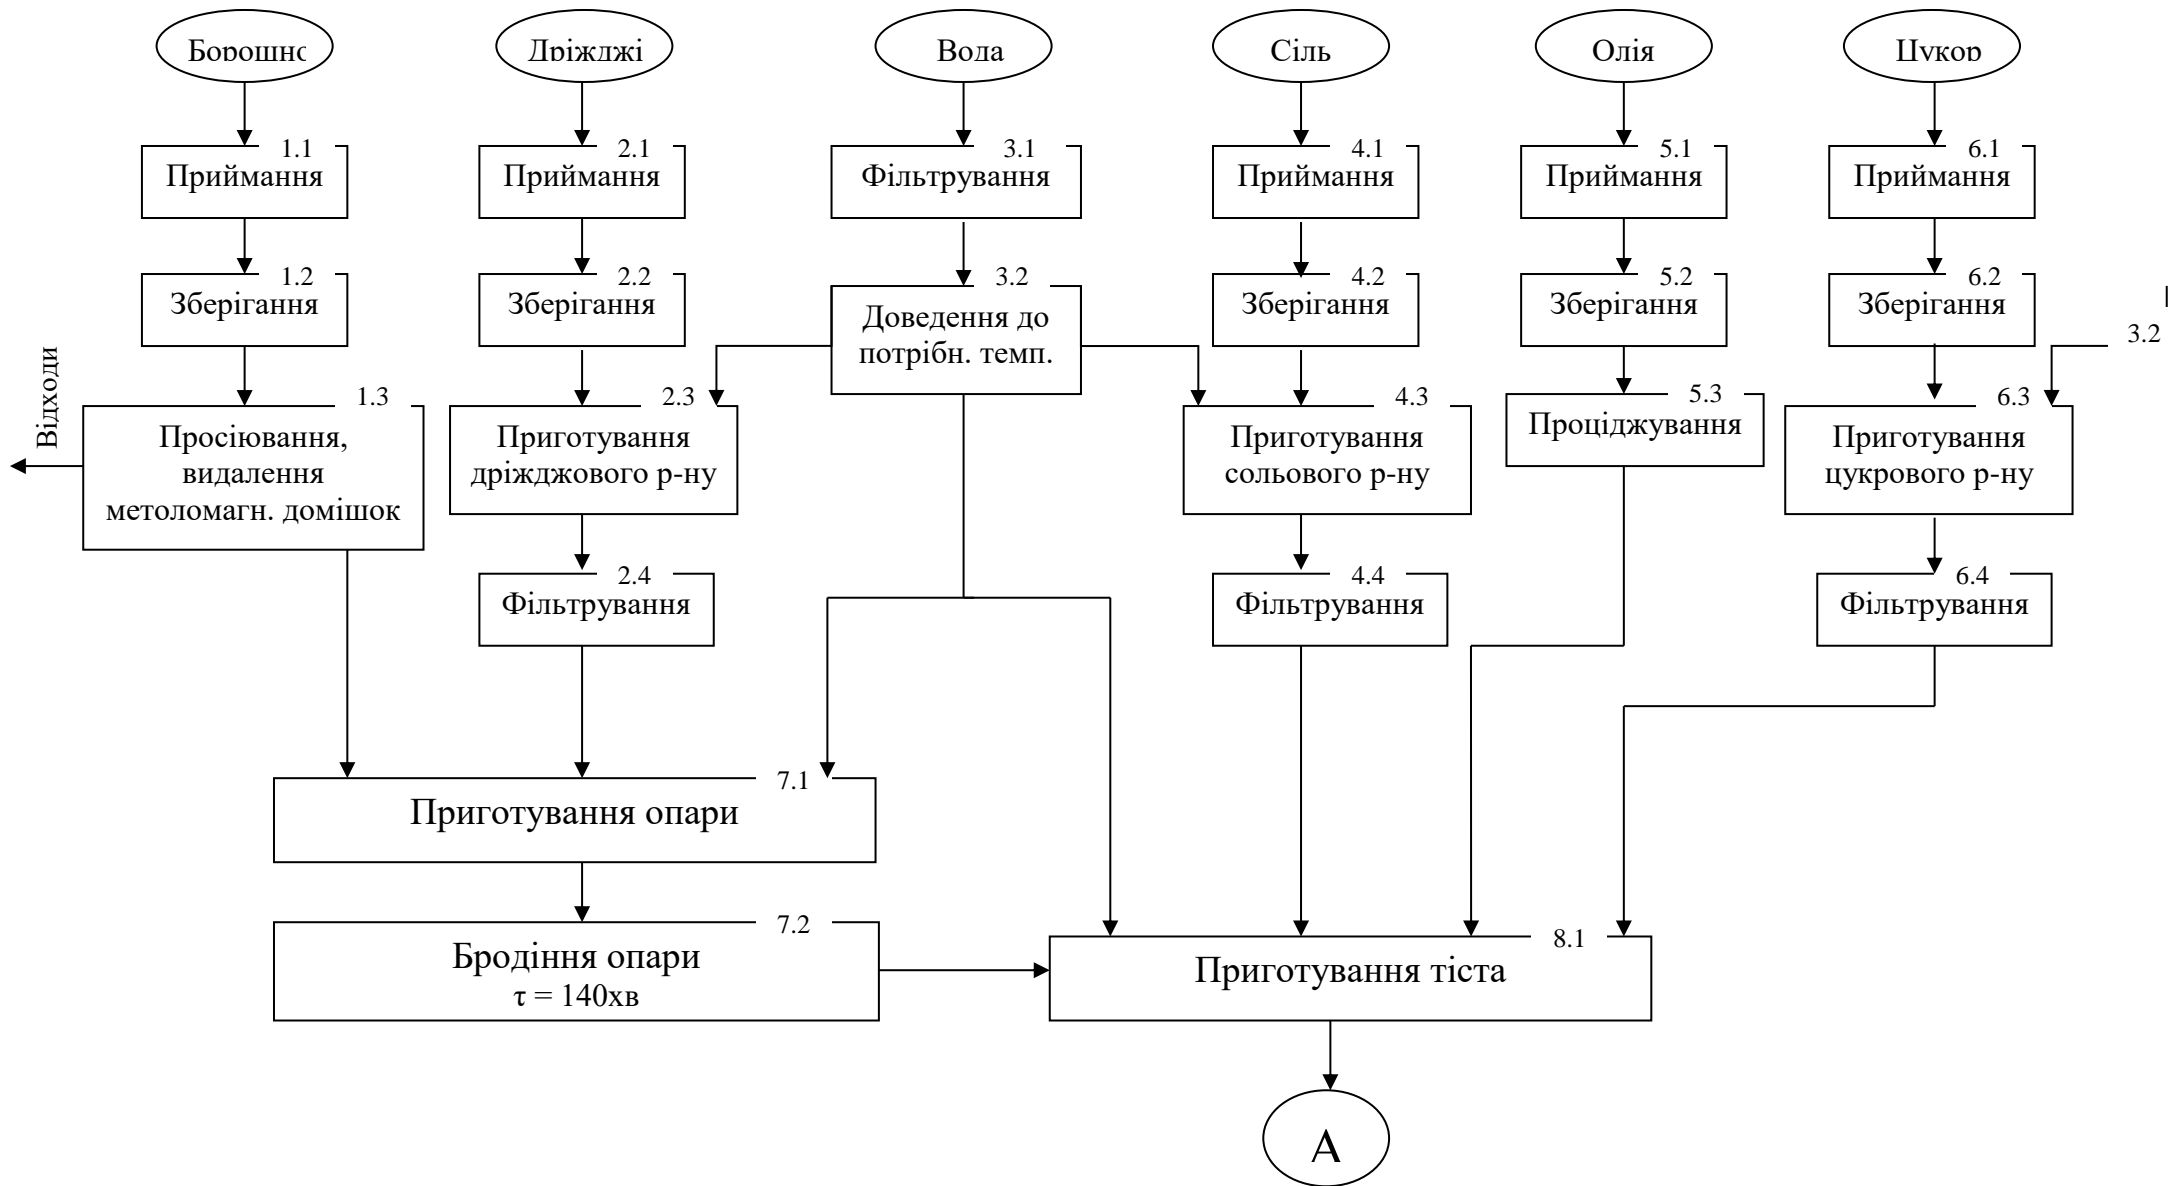 Борошно
Дріжджі
Вода
Сіль
Олія
Цукор
1.1
Приймання
2.1
Приймання
3.1
Фільтрування
4.1
Приймання
5.1
Приймання
6.1
Приймання
1.2
Зберігання
2.2
Зберігання
3.2
Доведення до
потрібн. темп.
4.2
Зберігання
5.2
Зберігання
6.2
Зберігання
3.2
Відходи
1.3
Просіювання,
видалення
метоломагн. домішок
2.3
Приготування
дріжджового р-ну
4.3
Приготування
сольового р-ну
5.3
Проціджування
6.3
Приготування
цукрового р-ну
2.4
Фільтрування
4.4
Фільтрування
6.4
Фільтрування
7.1
Приготування опари
7.2
Бродіння опари
τ = 140хв
8.1
Приготування тіста
А